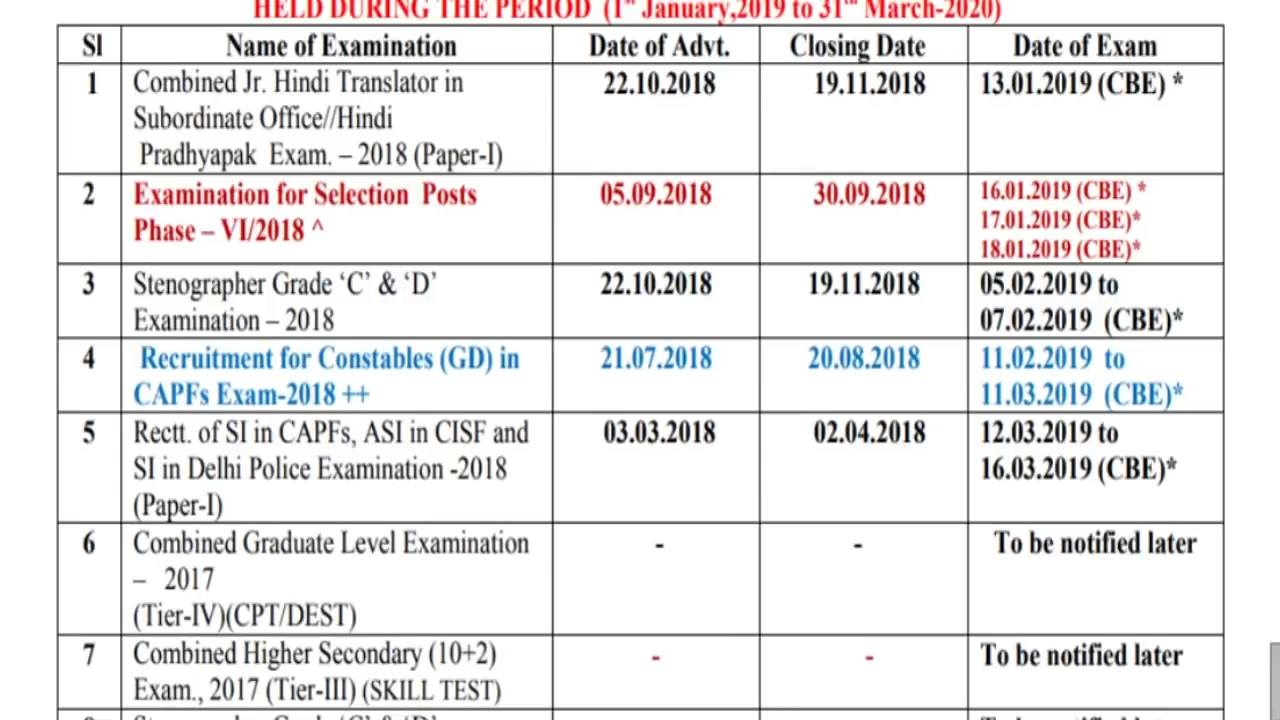 HELD DURING THE PERIOD (1st January,2019 to 31th March-2020)
Sl Name of Examination Date of Advt. Closing Date Date of Exam
1 Combined Jr. Hindi Translator in 22.10.2018 19.11.2018 13.01.2019 (CBE) *
Subordinate Office//Hindi
Pradhyapak Exam. – 2018 (Paper-I)
2 Examination for Selection Posts 05.09.2018 30.09.2018 16.01.2019 (CBE) *
Phase – VI/2018 ^ 17.01.2019 (CBE)*
18.01.2019 (CBE)*
3 Stenographer Grade ‘C’ & ‘D’ 22.10.2018 19.11.2018 05.02.2019 to
Examination – 2018 07.02.2019 (CBE)*
4 Recruitment for Constables (GD) in 21.07.2018 20.08.2018 11.02.2019 to
CAPFs Exam-2018 ++ 11.03.2019 (CBE)*
5 Rectt. of SI in CAPFs, ASI in CISF and 03.03.2018 02.04.2018 12.03.2019 to
SI in Delhi Police Examination -2018 16.03.2019 (CBE)*
(Paper-I)
6 Combined Graduate Level Examination - - To be notified later
– 2017
(Tier-IV)(CPT/DEST)
7 Combined Higher Secondary (10+2) - - To be notified later
Exam., 2017 (Tier-III) (SKILL TEST)